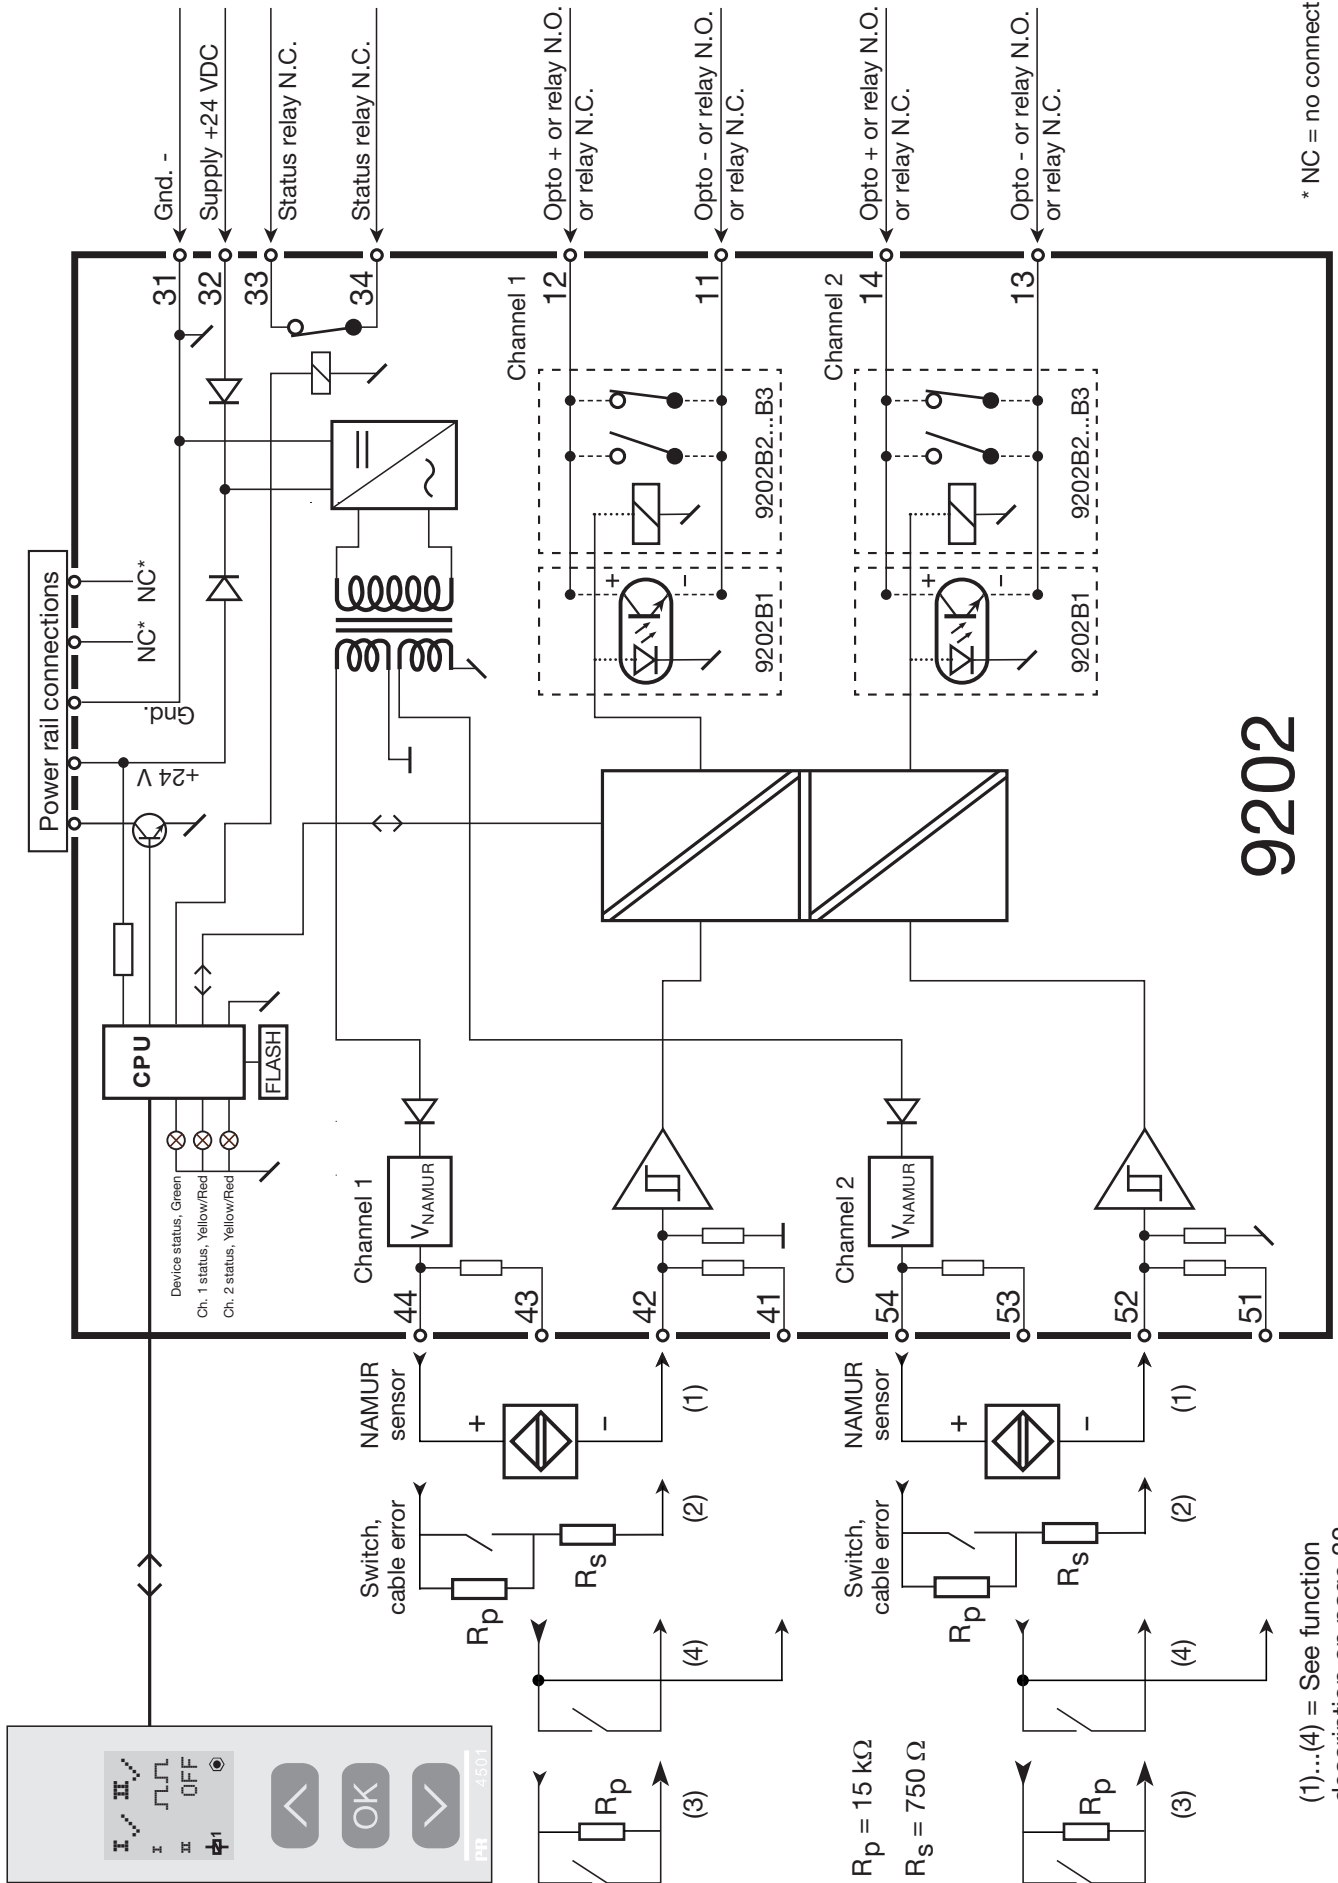 Power rail connections
Gnd. -
Supply +24 VDC
Status relay N.C.
Status relay N.C.
Opto + or relay N.O.
or relay N.C.
Opto - or relay N.O.
or relay N.C.
Opto + or relay N.O.
or relay N.C.
Opto - or relay N.O.
or relay N.C.
* NC = no connect
31
32
33
34
12
11
14
13
NC*
NC*
Gnd.
+24 V
Channel 1
9202B1
9202B2...B3
+
-
Channel 2
9202B1
9202B2...B3
+
-
9202
CPU
FLASH
Device status, Green
Ch. 1 status, Yellow/Red
Ch. 2 status, Yellow/Red
Channel 1
VNAMUR
44
43
42
41
Channel 2
VNAMUR
54
53
52
51
NAMUR
sensor
+
-
(1)
Switch,
cable error
Rp
Rs
(2)
(4)
Rp
(3)
NAMUR
sensor
+
-
(1)
Switch,
cable error
Rp
Rs
(2)
(4)
Rp
(3)
Rp = 15 kΩ
Rs = 750 Ω
(1)...(4) = See function
I II
I
II OFF
1
OK
PR 4501